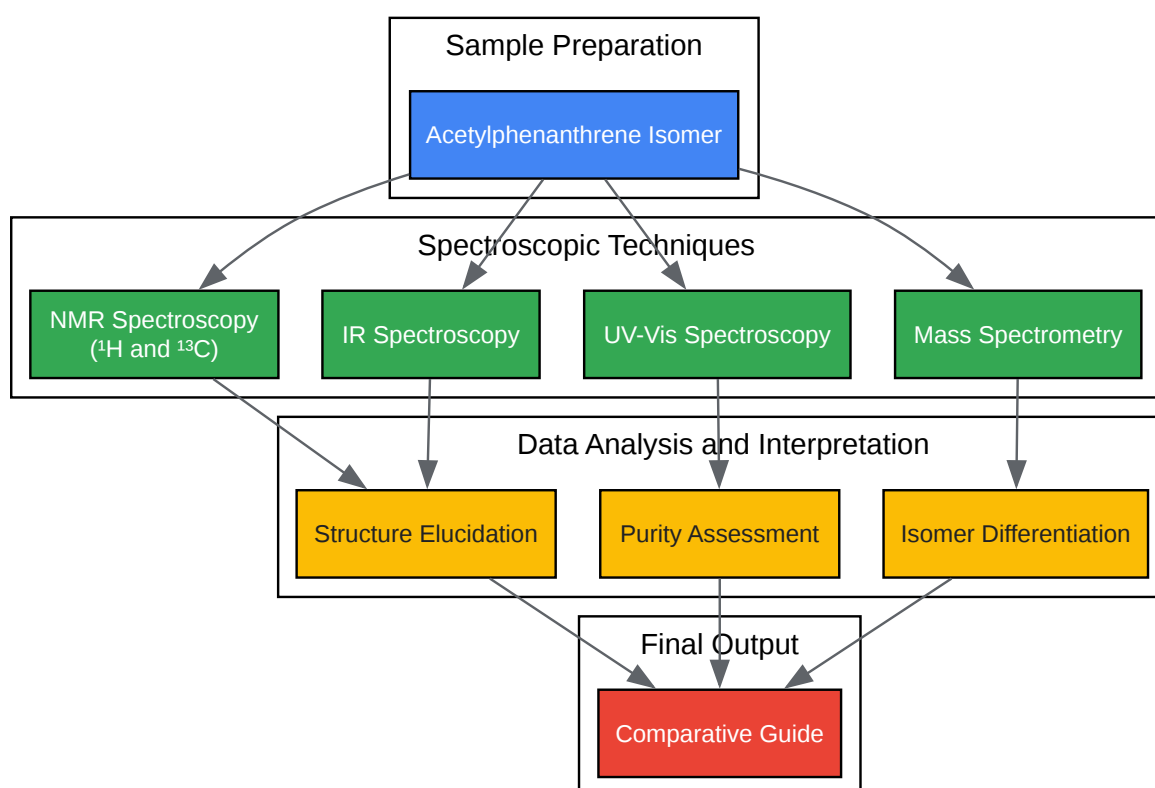 Sample Preparation
Acetylphenanthrene Isomer
Spectroscopic Techniques
NMR Spectroscopy
(¹H and ¹³C)
IR Spectroscopy
UV-Vis Spectroscopy
Mass Spectrometry
Data Analysis and Interpretation
Structure Elucidation
Purity Assessment
Isomer Differentiation
Final Output
Comparative Guide